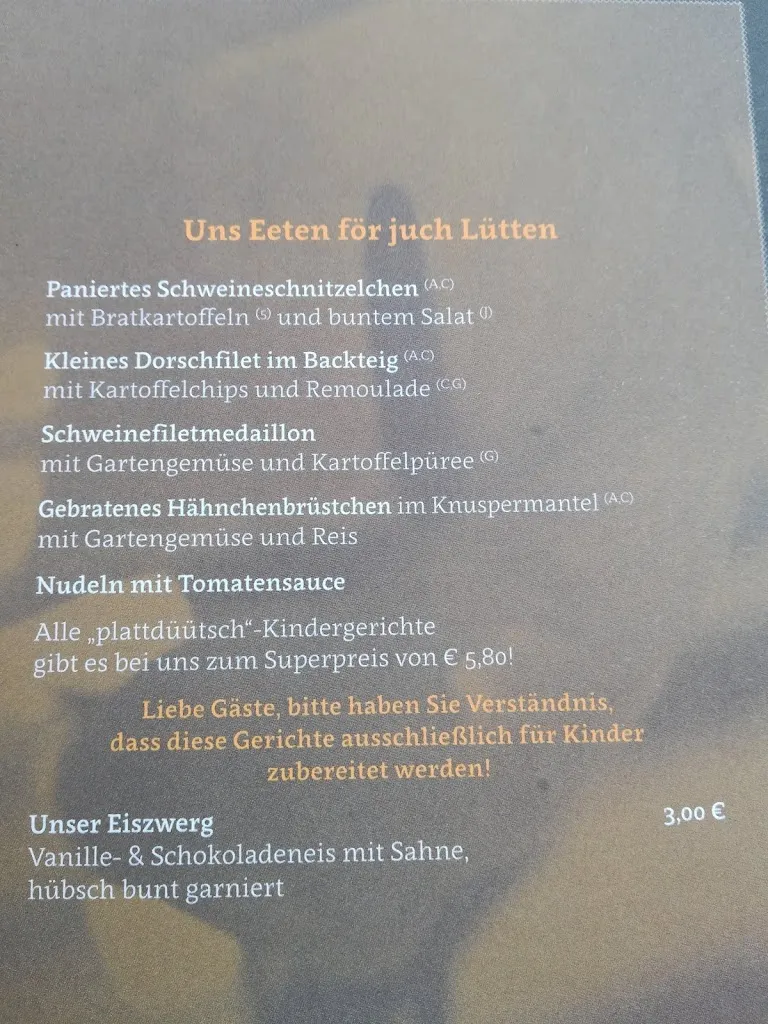 Uns Eeten för juch Lütten
Paniertes Schweineschnitzelchen (A,C)
mit Bratkartoffeln (5) und buntem Salat (J)
Kleines Dorschfilet im Backteig (A,C)
mit Kartoffelchips und Remoulade (C,G)
Schweinefiletmedaillon
mit Gartengemüse und Kartoffelpüree (G)
Gebratenes Hähnchenbrüstchen im Knuspermantel (A,C)
mit Gartengemüse und Reis
Nudeln mit Tomatensauce
Alle „plattdüütsch“-Kindergerichte
gibt es bei uns zum Superpreis von € 5,80!
Liebe Gäste, bitte haben Sie Verständnis,
dass diese Gerichte ausschließlich für Kinder
zubereitet werden!
Unser Eiszwerg 3,00 €
Vanille- & Schokoladeneis mit Sahne,
hübsch bunt garniert